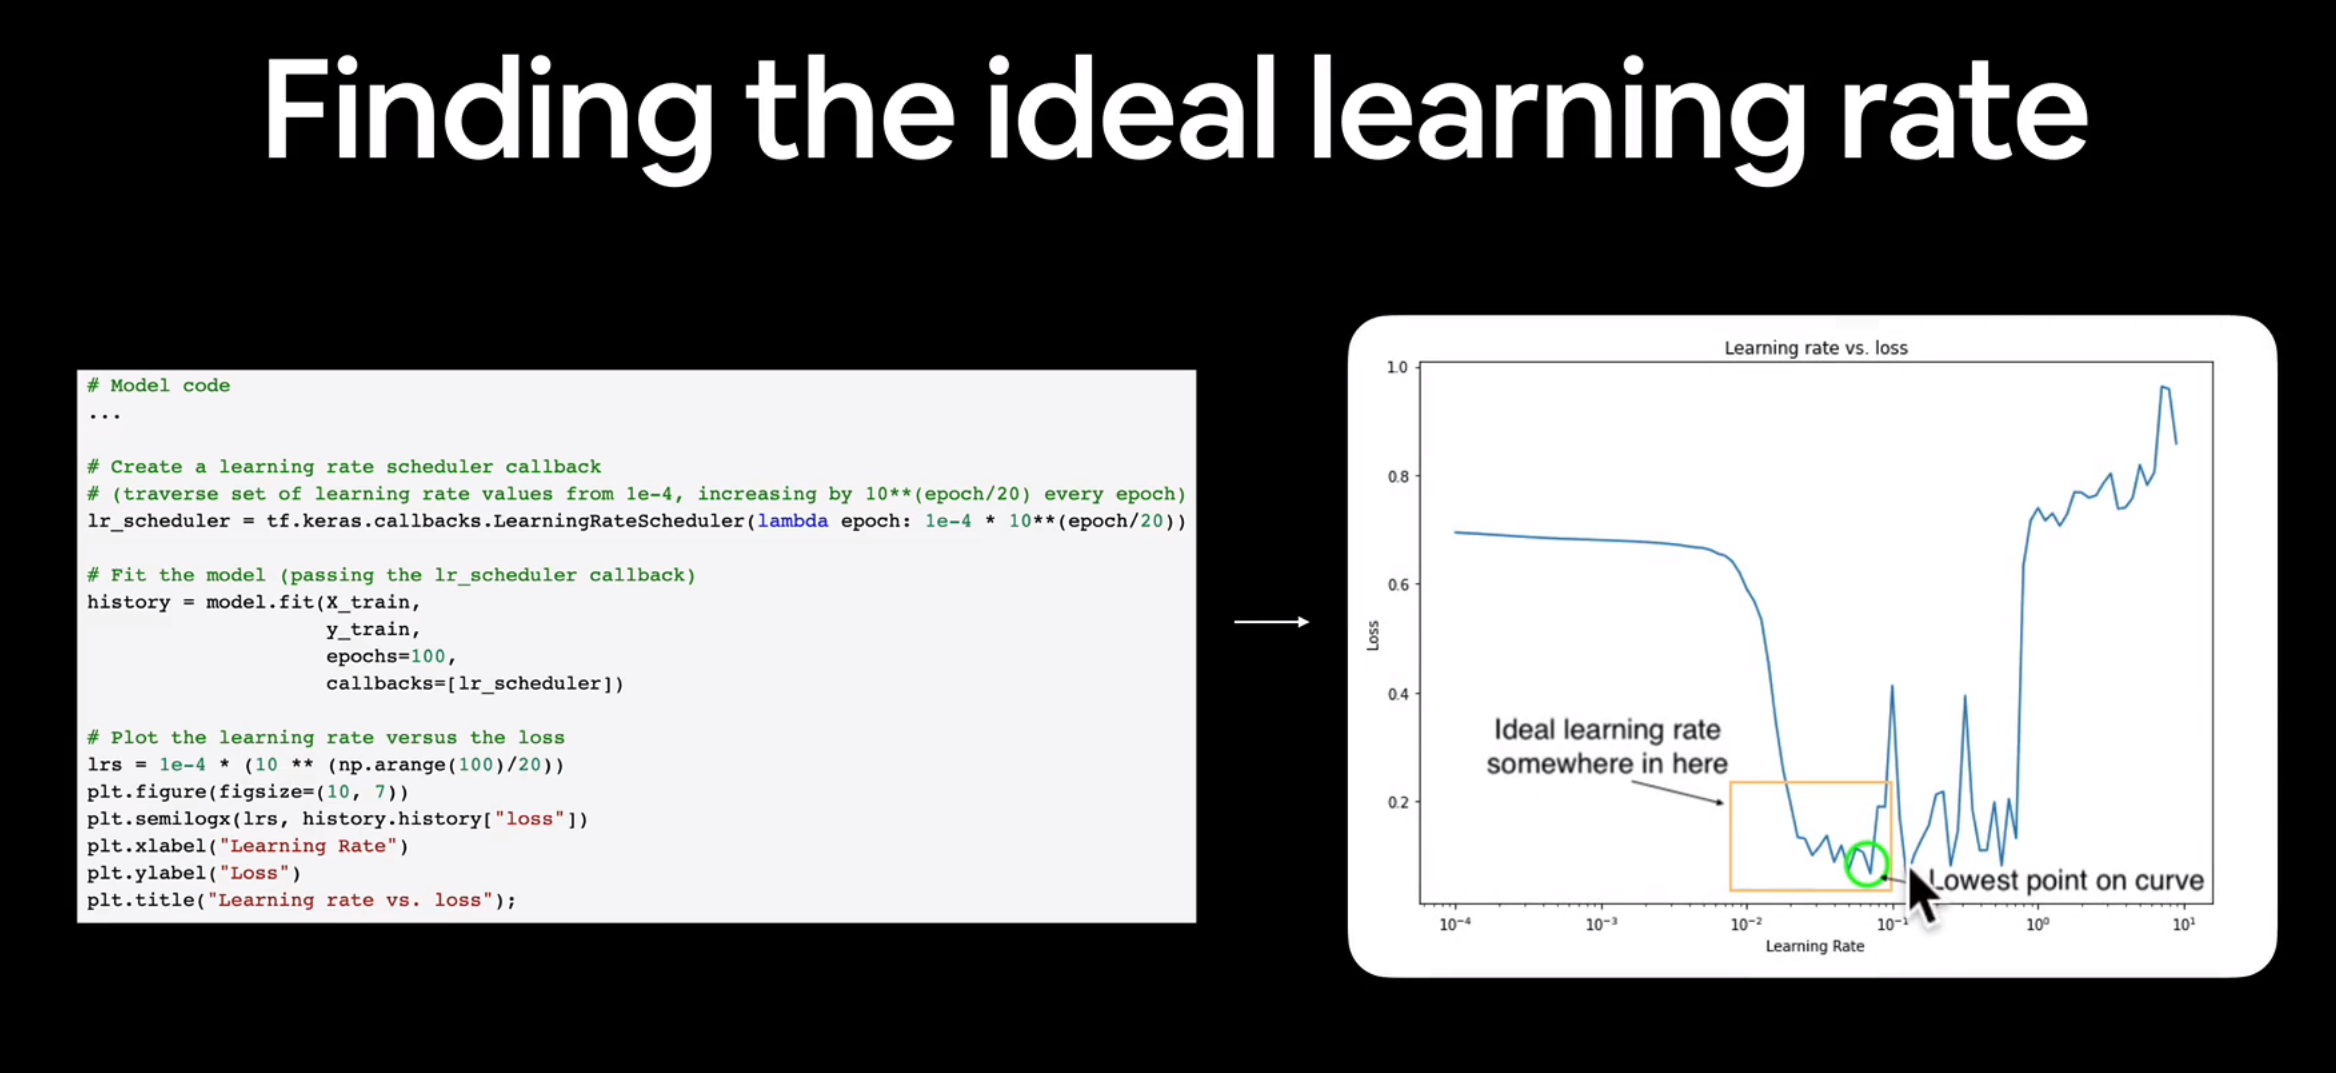 Finding the ideal learning rate
# Model code
...
# Create a learning rate scheduler callback
# (traverse set of learning rate values from 1e-4, increasing by 10**(epoch/20) every epoch)
lr_scheduler = tf.keras.callbacks.LearningRateScheduler(lambda epoch: 1e-4 * 10**(epoch/20))
# Fit the model (passing the lr_scheduler callback)
history = model.fit(X_train,
y_train,
epochs=100,
callbacks=[lr_scheduler])
# Plot the learning rate versus the loss
lrs = 1e-4 * (10 ** (np.arange(100)/20))
plt.figure(figsize=(10, 7))
plt.semilogx(lrs, history.history["loss"])
plt.xlabel("Learning Rate")
plt.ylabel("Loss")
plt.title("Learning rate vs. loss");
Learning rate vs. loss
1.0
0.8
0.6
0.4
0.2
Loss
Ideal learning rate
somewhere in here
Lowest point on curve
10⁻⁴ 10⁻³ 10⁻² 10⁻¹ 10⁰ 10¹
Learning Rate